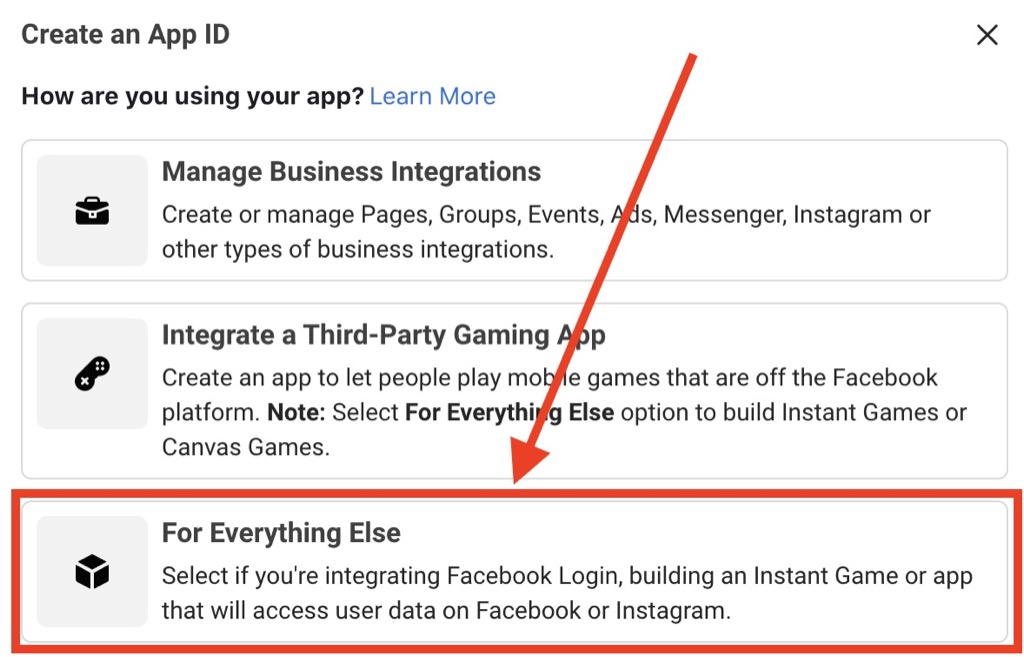 Create an App ID
How are you using your app? Learn More
Manage Business Integrations
Create or manage Pages, Groups, Events, Ads, Messenger, Instagram or
other types of business integrations.
Integrate a Third-Party Gaming App
Create an app to let people play mobile games that are off the Facebook
platform. Note: Select For Everything Else option to build Instant Games or
Canvas Games.
For Everything Else
Select if you're integrating Facebook Login, building an Instant Game or app
that will access user data on Facebook or Instagram.